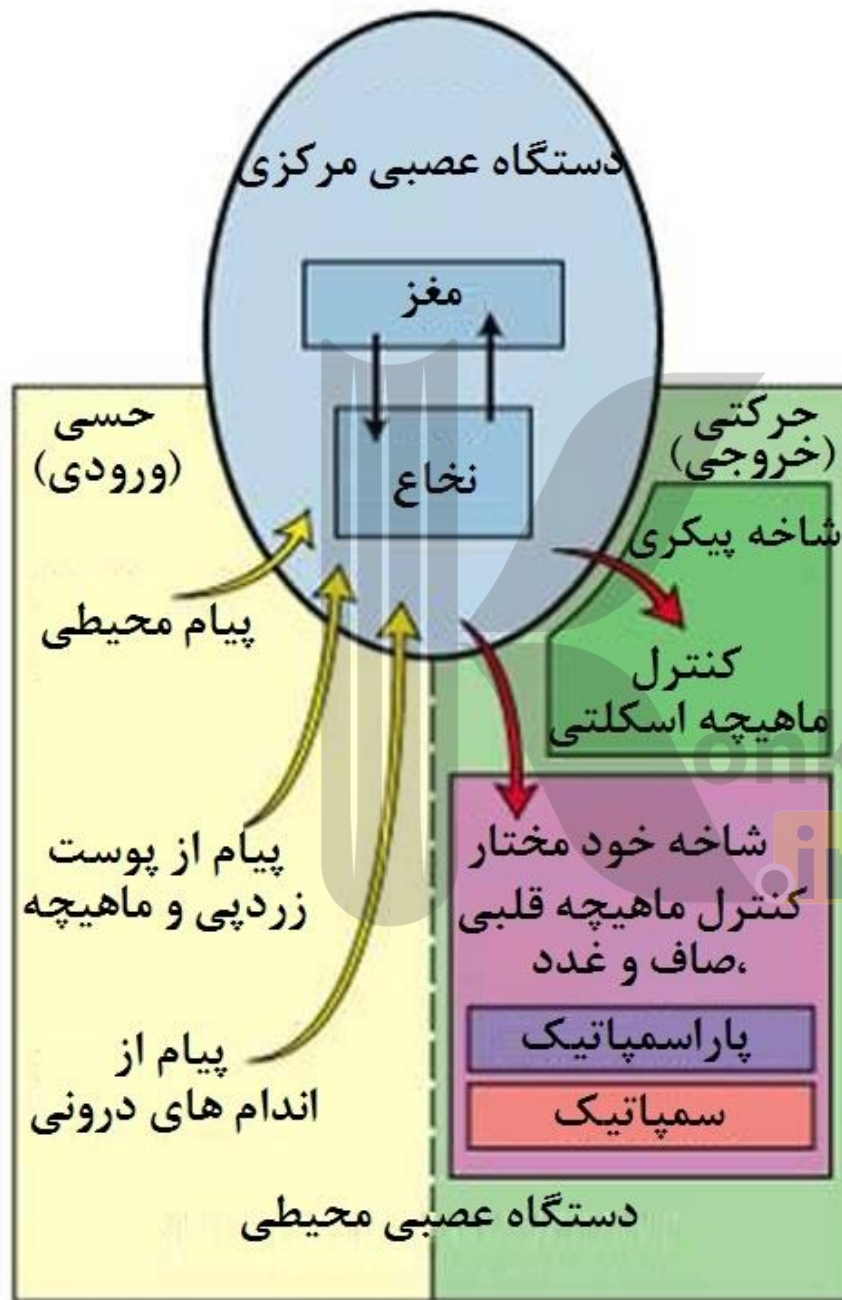 دستگاه عصبی مرکزی
مغز
نخاع
حرکتی
(خروجی)
شاخه پیکری
کنترل
ماهیچه اسکلتی
شاخه خود مختار
کنترل ماهیچه قلبی
،صاف و غدد
پاراسمپاتیک
سمپاتیک
حسی
(ورودی)
پیام محیطی
پیام از پوست
زردپی و ماهیچه
پیام از
اندام های درونی
دستگاه عصبی محیطی